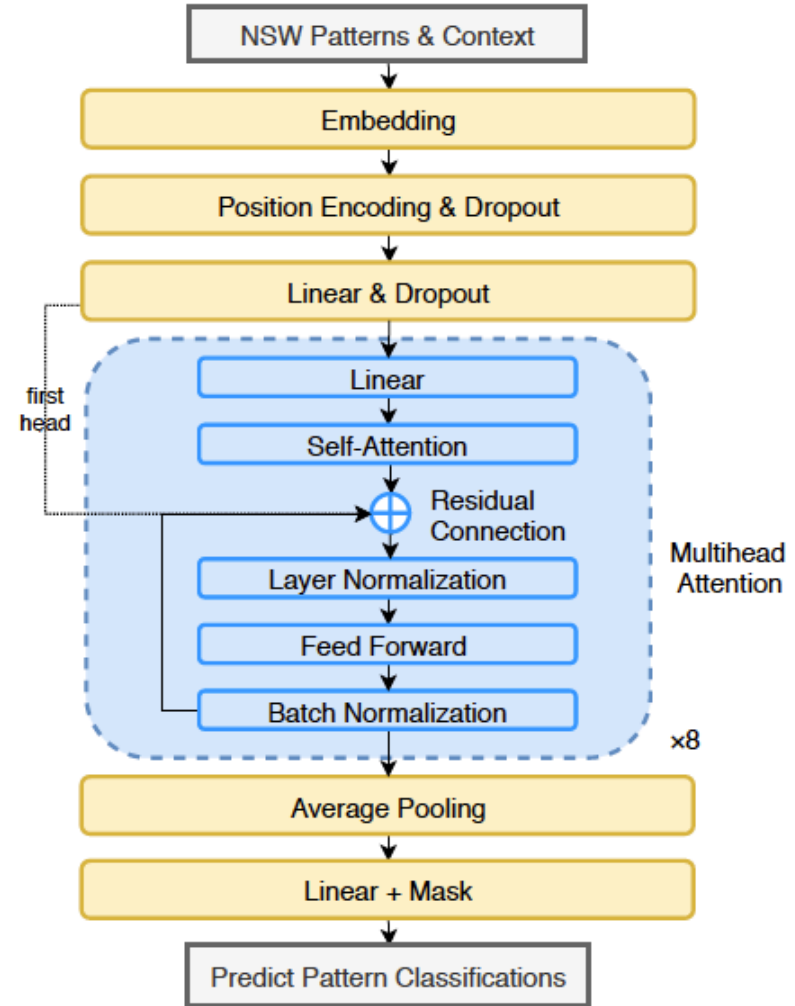 NSW Patterns & Context
Embedding
Position Encoding & Dropout
Linear & Dropout
first
head
Linear
Self-Attention
Residual
Connection
Layer Normalization
Multihead
Attention
Feed Forward
Batch Normalization
×8
Average Pooling
Linear + Mask
Predict Pattern Classifications